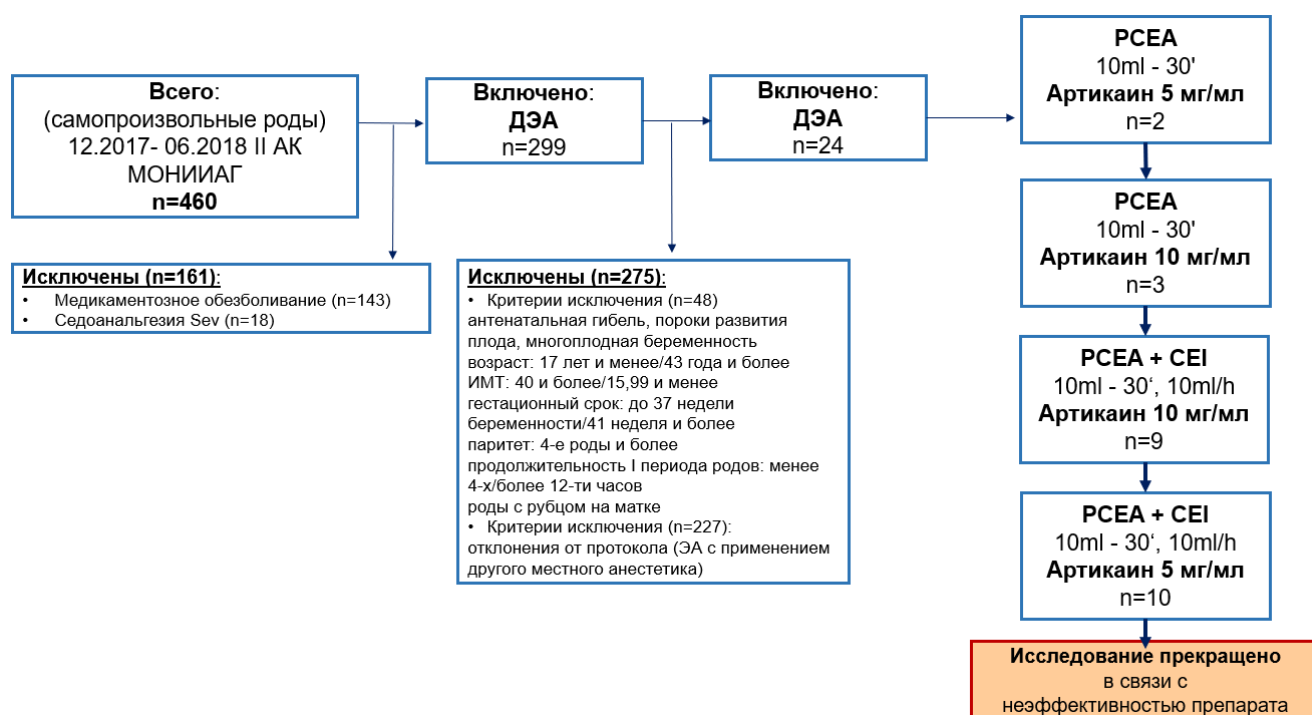 Всего:
(самопроизвольные роды)
12.2017- 06.2018 II АК
МОНИИАГ
n=460
Включено:
ДЭА
n=299
Включено:
ДЭА
n=24
PCEA
10ml - 30'
Артикаин 5 мг/мл
n=2
PCEA
10ml - 30'
Артикаин 10 мг/мл
n=3
PCEA + CEI
10ml - 30‘, 10ml/h
Артикаин 10 мг/мл
n=9
PCEA + CEI
10ml - 30‘, 10ml/h
Артикаин 5 мг/мл
n=10
Исследование прекращено
в связи с
неэффективностью препарата
Исключены (n=161):
• Медикаментозное обезболивание (n=143)
• Седоанальгезия Sev (n=18)
Исключены (n=275):
• Критерии исключения (n=48)
антенатальная гибель, пороки развития
плода, многоплодная беременность
возраст: 17 лет и менее/43 года и более
ИМТ: 40 и более/15,99 и менее
гестационный срок: до 37 недели
беременности/41 неделя и более
паритет: 4-е роды и более
продолжительность I периода родов: менее
4-х/более 12-ти часов
роды с рубцом на матке
• Критерии исключения (n=227):
отклонения от протокола (ЭА с применением
другого местного анестетика)